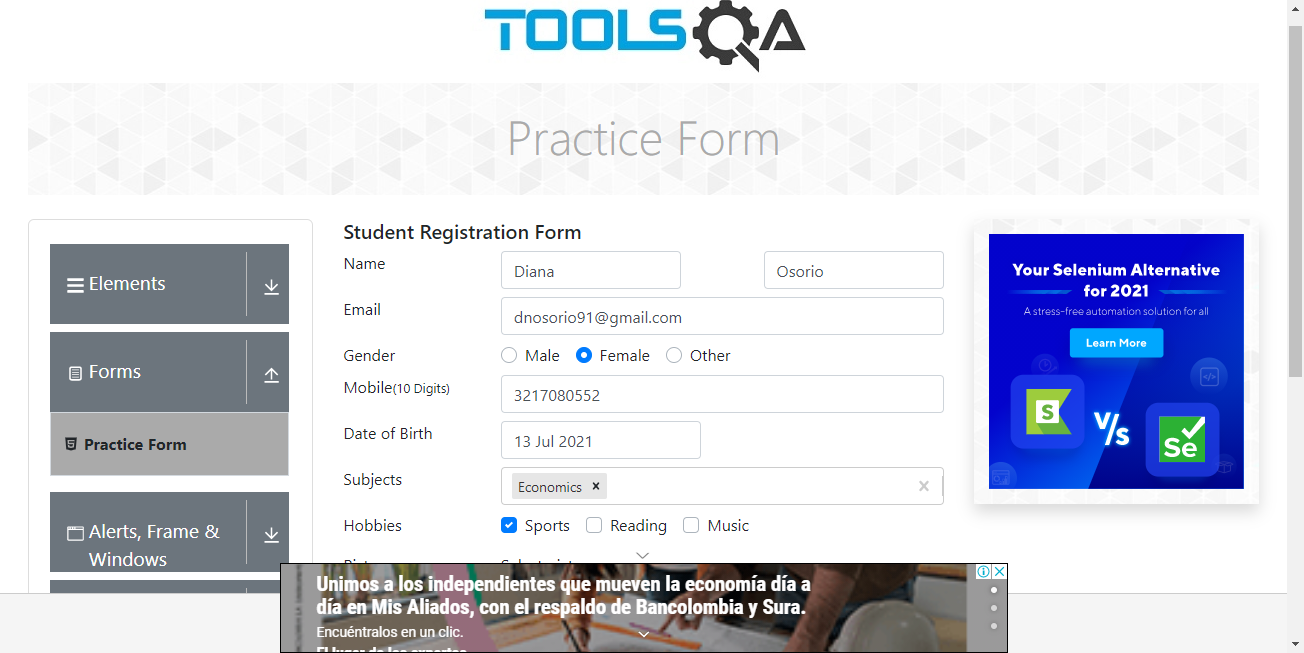 TOOLSQA
Practice Form
Elements
Forms
Practice Form
Alerts, Frame &
Windows
Student Registration Form
Name
Diana
Osorio
Email
dnosorio91@gmail.com
Gender
Male
Female
Other
Mobile(10 Digits)
3217080552
Date of Birth
13 Jul 2021
Subjects
Economics
Hobbies
Sports
Reading
Music
Your Selenium Alternative
for 2021
A stress-free automation solution for all
Learn More
S
V/s
Se
Unimos a los independientes que mueven la economía día a
día en Mis Aliados, con el respaldo de Bancolombia y Sura.
Encuéntralos en un clic.